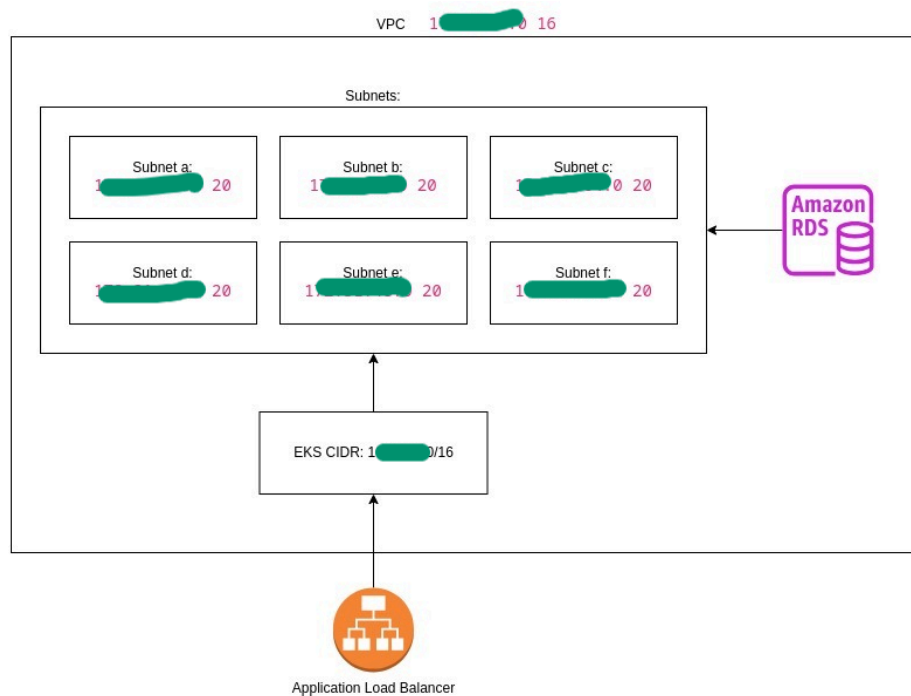 VPC 16
Subnets:
Subnet a:
20
Subnet b:
20
Subnet c:
20
Amazon
RDS
Subnet d:
20
Subnet e:
20
Subnet f:
20
EKS CIDR:
Application Load Balancer